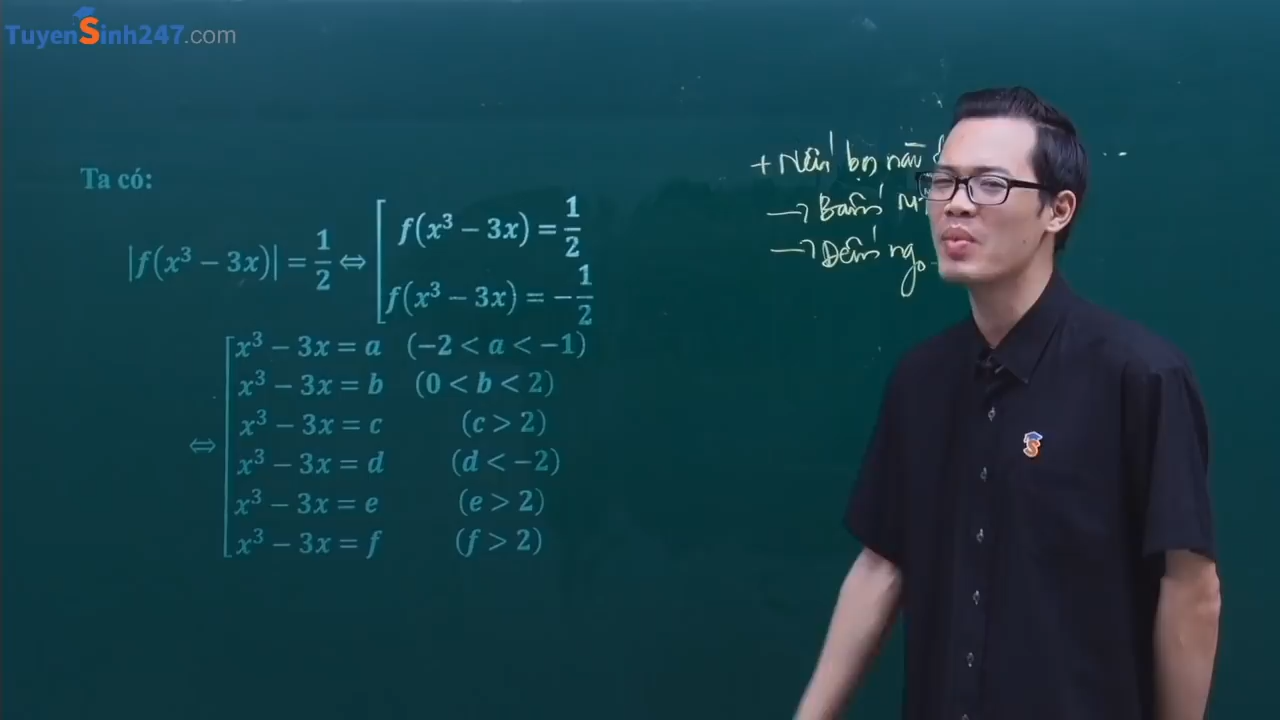 TuyenSinh247.com
Ta có:
|f(x³ − 3x)| = 1/2 ⇔ [ f(x³ − 3x) = 1/2
f(x³ − 3x) = −1/2
⇔ [ x³ − 3x = a (−2 < a < −1)
x³ − 3x = b (0 < b < 2)
x³ − 3x = c (c > 2)
x³ − 3x = d (d < −2)
x³ − 3x = e (e > 2)
x³ − 3x = f (f > 2)
+ Nếu
→
→ Đếm
S